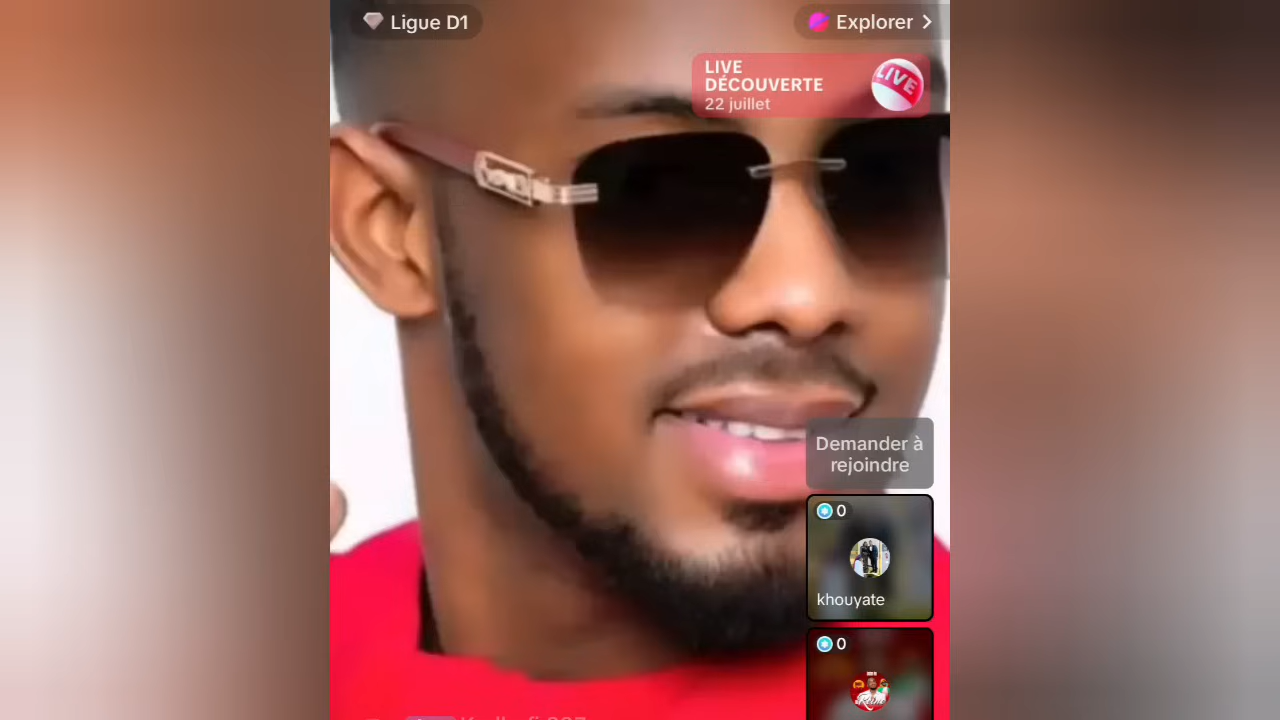 Ligue D1
Explorer
LIVE
DÉCOUVERTE
22 juillet
LIVE
Demander à
rejoindre
0
khouyate
0